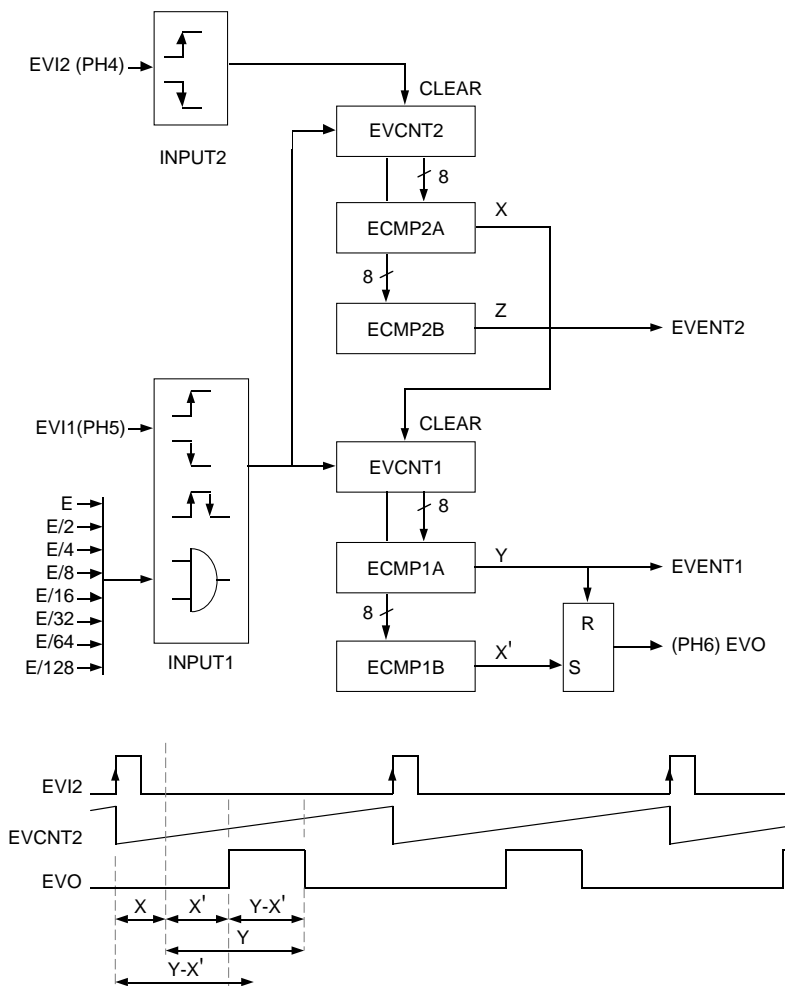 EVI2 (PH4)
INPUT2
CLEAR
EVCNT2
8
ECMP2A
X
8
ECMP2B
Z
EVENT2
EVI1(PH5)
E
E/2
E/4
E/8
E/16
E/32
E/64
E/128
INPUT1
CLEAR
EVCNT1
8
ECMP1A
Y
EVENT1
8
ECMP1B
X'
R
S
(PH6) EVO
EVI2
EVCNT2
EVO
X
X'
Y-X'
Y
Y-X'